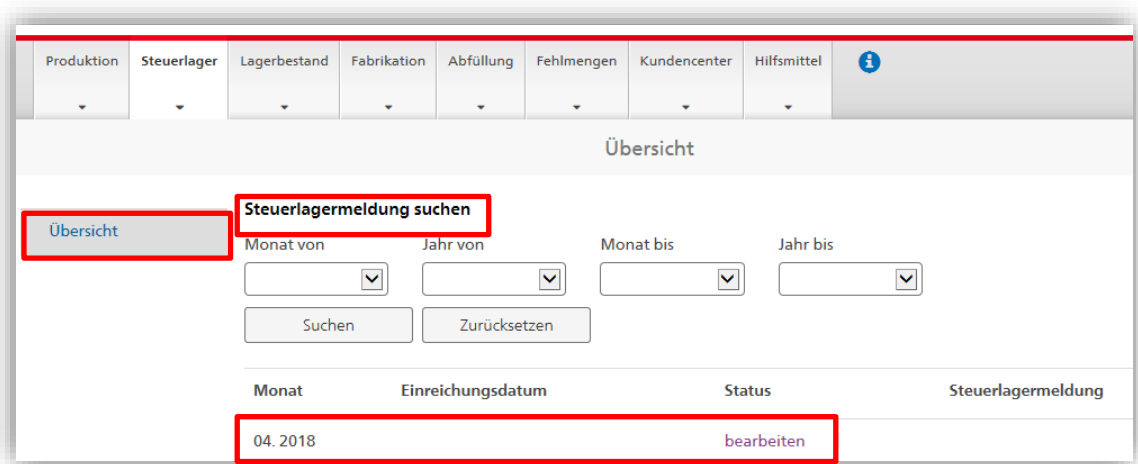 Produktion Steuerlager Lagerbestand Fabrikation Abfüllung Fehlmengen Kundencenter Hilfsmittel i
Übersicht
Übersicht
Steuerlagermeldung suchen
Monat von Jahr von Monat bis Jahr bis
Suchen Zurücksetzen
Monat Einreichungsdatum Status Steuerlagermeldung
04. 2018 bearbeiten